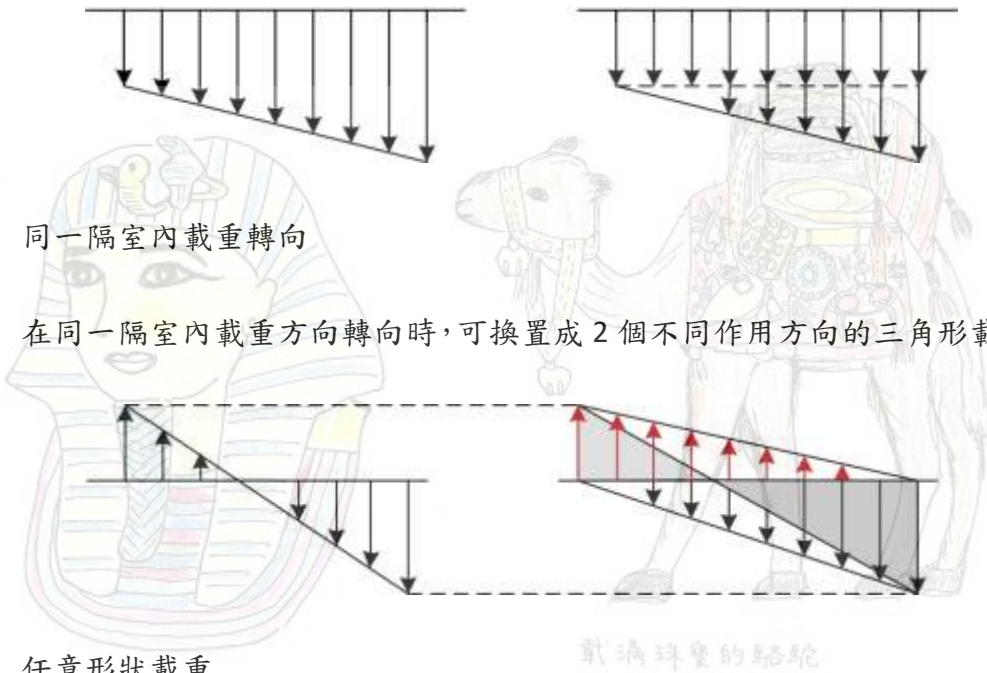 同一隔室內載重轉向
在同一隔室內載重方向轉向時，可換置成 2 個不同作用方向的三角形載
任意形狀載重
戴滿珠寶的駱駝